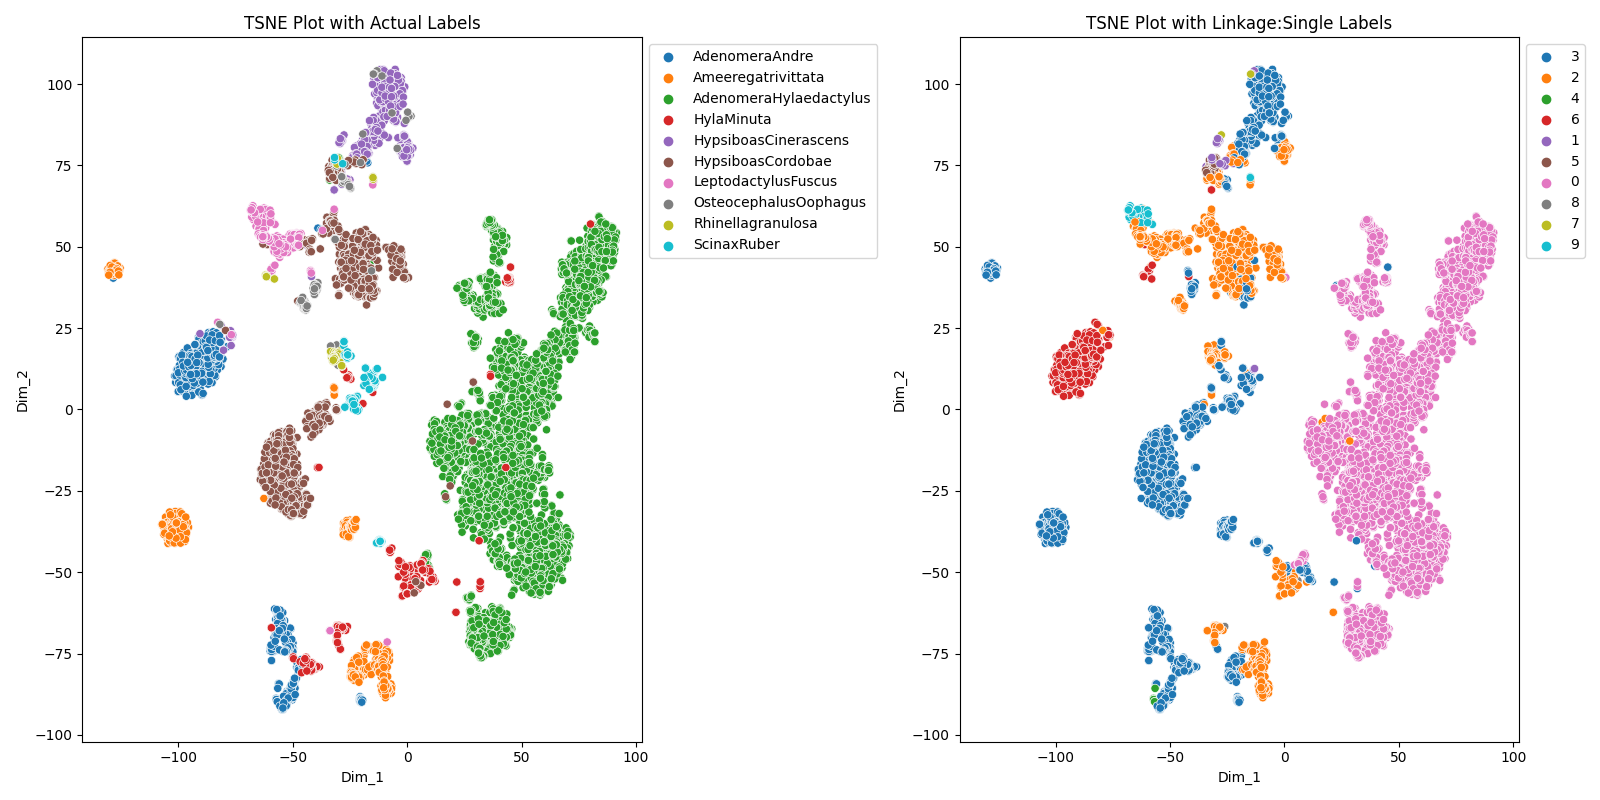 TSNE Plot with Actual Labels
100
75
50
25
0
−25
−50
−75
−100
Dim_2
−100
−50
0
50
100
Dim_1
AdenomeraAndre
Ameeregatrivittata
AdenomeraHylaedactylus
HylaMinuta
HypsiboasCinerascens
HypsiboasCordobae
LeptodactylusFuscus
OsteocephalusOophagus
Rhinellagranulosa
ScinaxRuber
TSNE Plot with Linkage:Single Labels
100
75
50
25
0
−25
−50
−75
−100
Dim_2
−100
−50
0
50
100
Dim_1
3
2
4
6
1
5
0
8
7
9